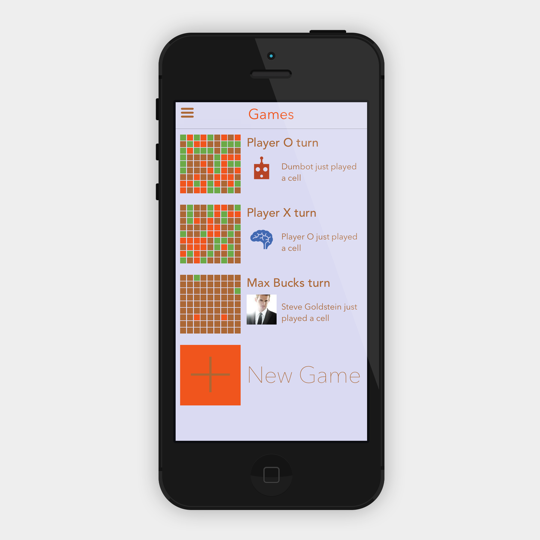 Games
Player O turn
Dumbot just played
a cell
Player X turn
Player O just played
a cell
Max Bucks turn
Steve Goldstein just
played a cell
New Game